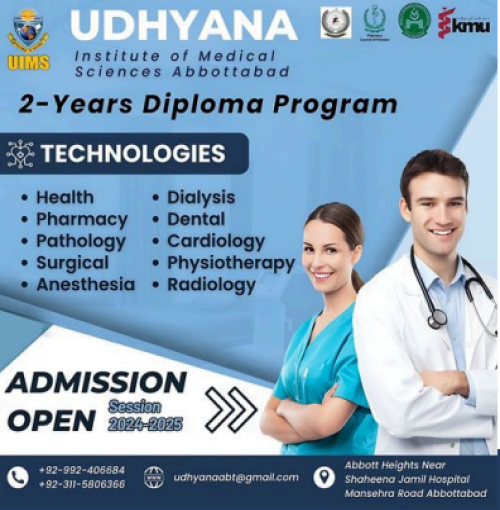 UIMS
UDHYANA
Institute of Medical
Sciences Abbottabad
kmu
2-Years Diploma Program
TECHNOLOGIES
• Health
• Pharmacy
• Pathology
• Surgical
• Anesthesia
• Dialysis
• Dental
• Cardiology
• Physiotherapy
• Radiology
ADMISSION
OPEN
Session
2024-2025
+92-992-406684
+92-311-5806366
WWW
udhyanaabt@gmail.com
Abbott Heights Near
Shaheena Jamil Hospital
Mansehra Road Abbottabad